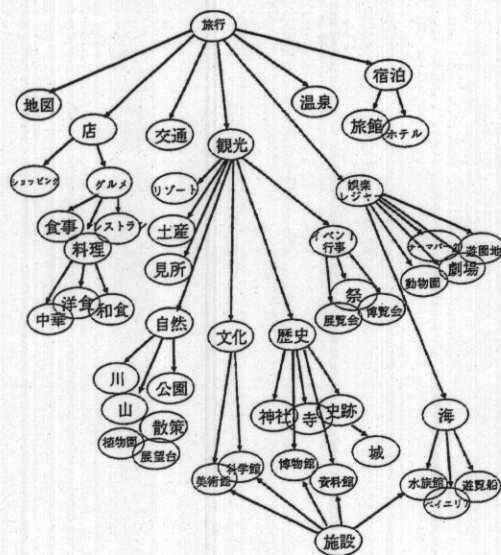 旅行
宿泊
地図
温泉
店
交通
旅館
ホテル
観光
ショッピング
グルメ
リゾート
娯楽
レジャー
食事
レストラン
土産
イベント
行事
テーマパーク
遊園地
料理
見所
劇場
動物園
祭
中華
洋食
和食
展覧会
博覧会
自然
文化
歴史
川
公園
山
神社
寺
史跡
海
散策
城
植物園
展望台
科学館
博物館
美術館
資料館
水族館
遊覧船
ベイエリア
施設